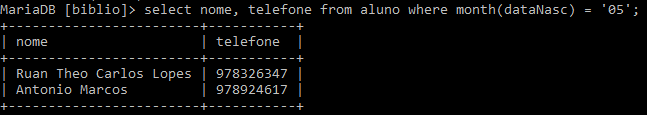 MariaDB [biblio]> select nome, telefone from aluno where month(dataNasc) = '05';
+-------------------------+-----------+
| nome                    | telefone  |
+-------------------------+-----------+
| Ruan Theo Carlos Lopes | 978326347 |
| Antonio Marcos          | 978924617 |
+-------------------------+-----------+